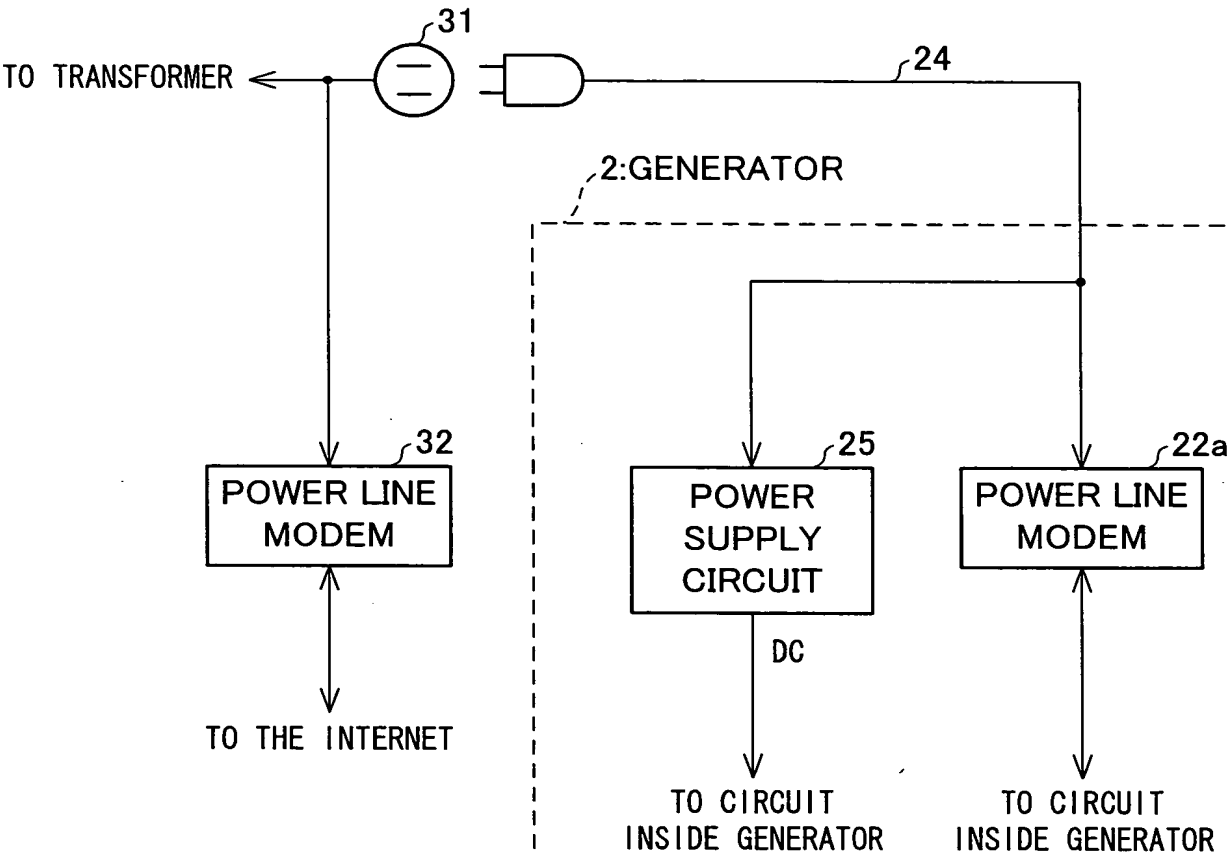 31
TO TRANSFORMER
24
2:GENERATOR
32
25
22a
POWER LINE
MODEM
POWER
SUPPLY
CIRCUIT
POWER LINE
MODEM
DC
TO THE INTERNET
TO CIRCUIT
INSIDE GENERATOR
TO CIRCUIT
INSIDE GENERATOR